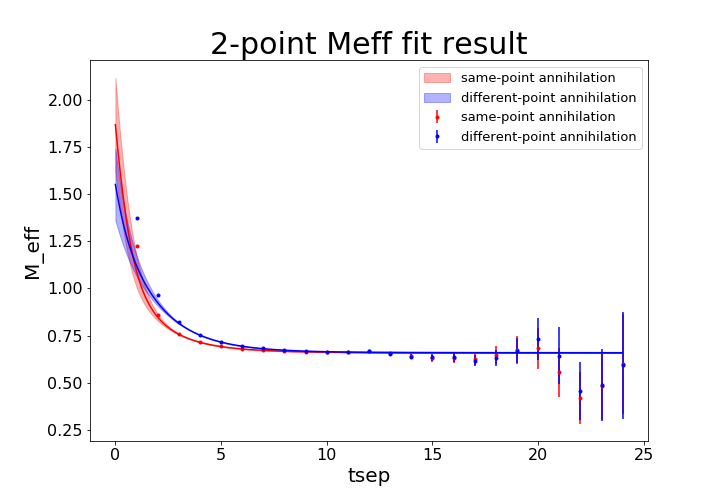 2-point Meff fit result
same-point annihilation
different-point annihilation
same-point annihilation
different-point annihilation
M_eff
2.00
1.75
1.50
1.25
1.00
0.75
0.50
0.25
0
5
10
15
20
25
tsep